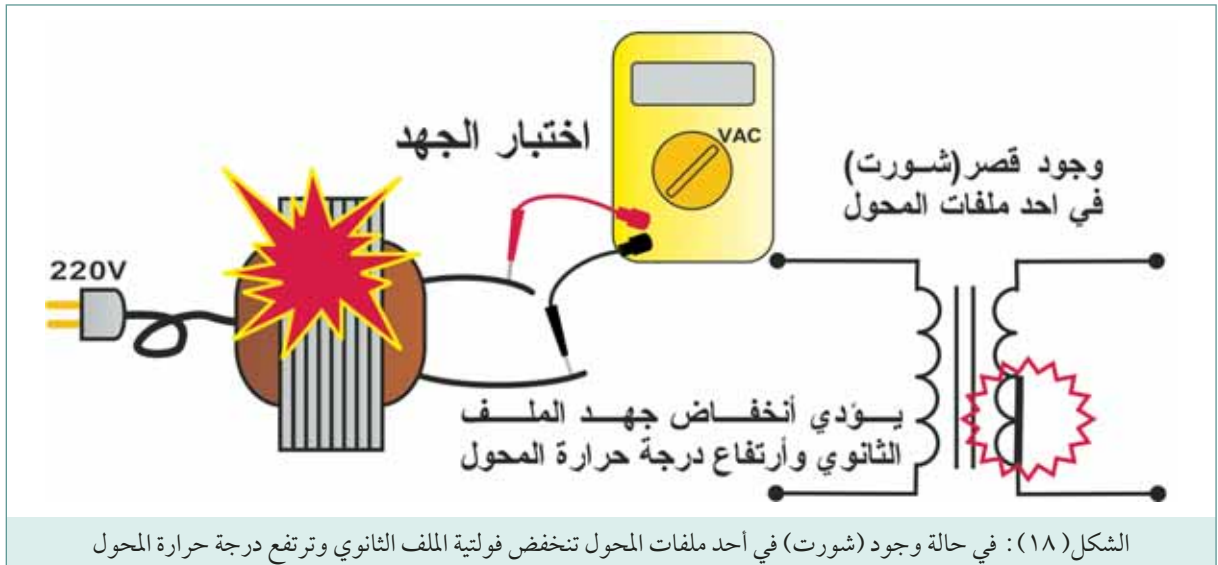 اختبار الجهد
VAC
وجود قصر (شورت)
في احد ملفات المحول
220V
يؤدي أنخفاض جهد الملف
الثانوي وأرتفاع درجة حرارة المحول
الشكل (١٨): في حالة وجود (شورت) في أحد ملفات المحول تنخفض فولتية الملف الثانوي وترتفع درجة حرارة المحول